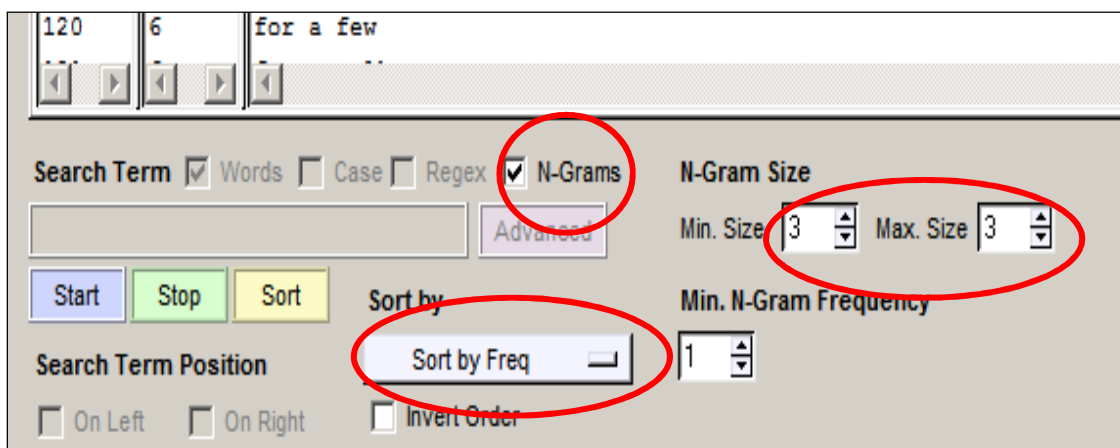 120 6 for a few
Search Term Words Case Regex N-Grams N-Gram Size
Advanced Min. Size 3 Max. Size 3
Start Stop Sort Sort by Min. N-Gram Frequency
Sort by Freq 1
Search Term Position
On Left On Right Invert Order